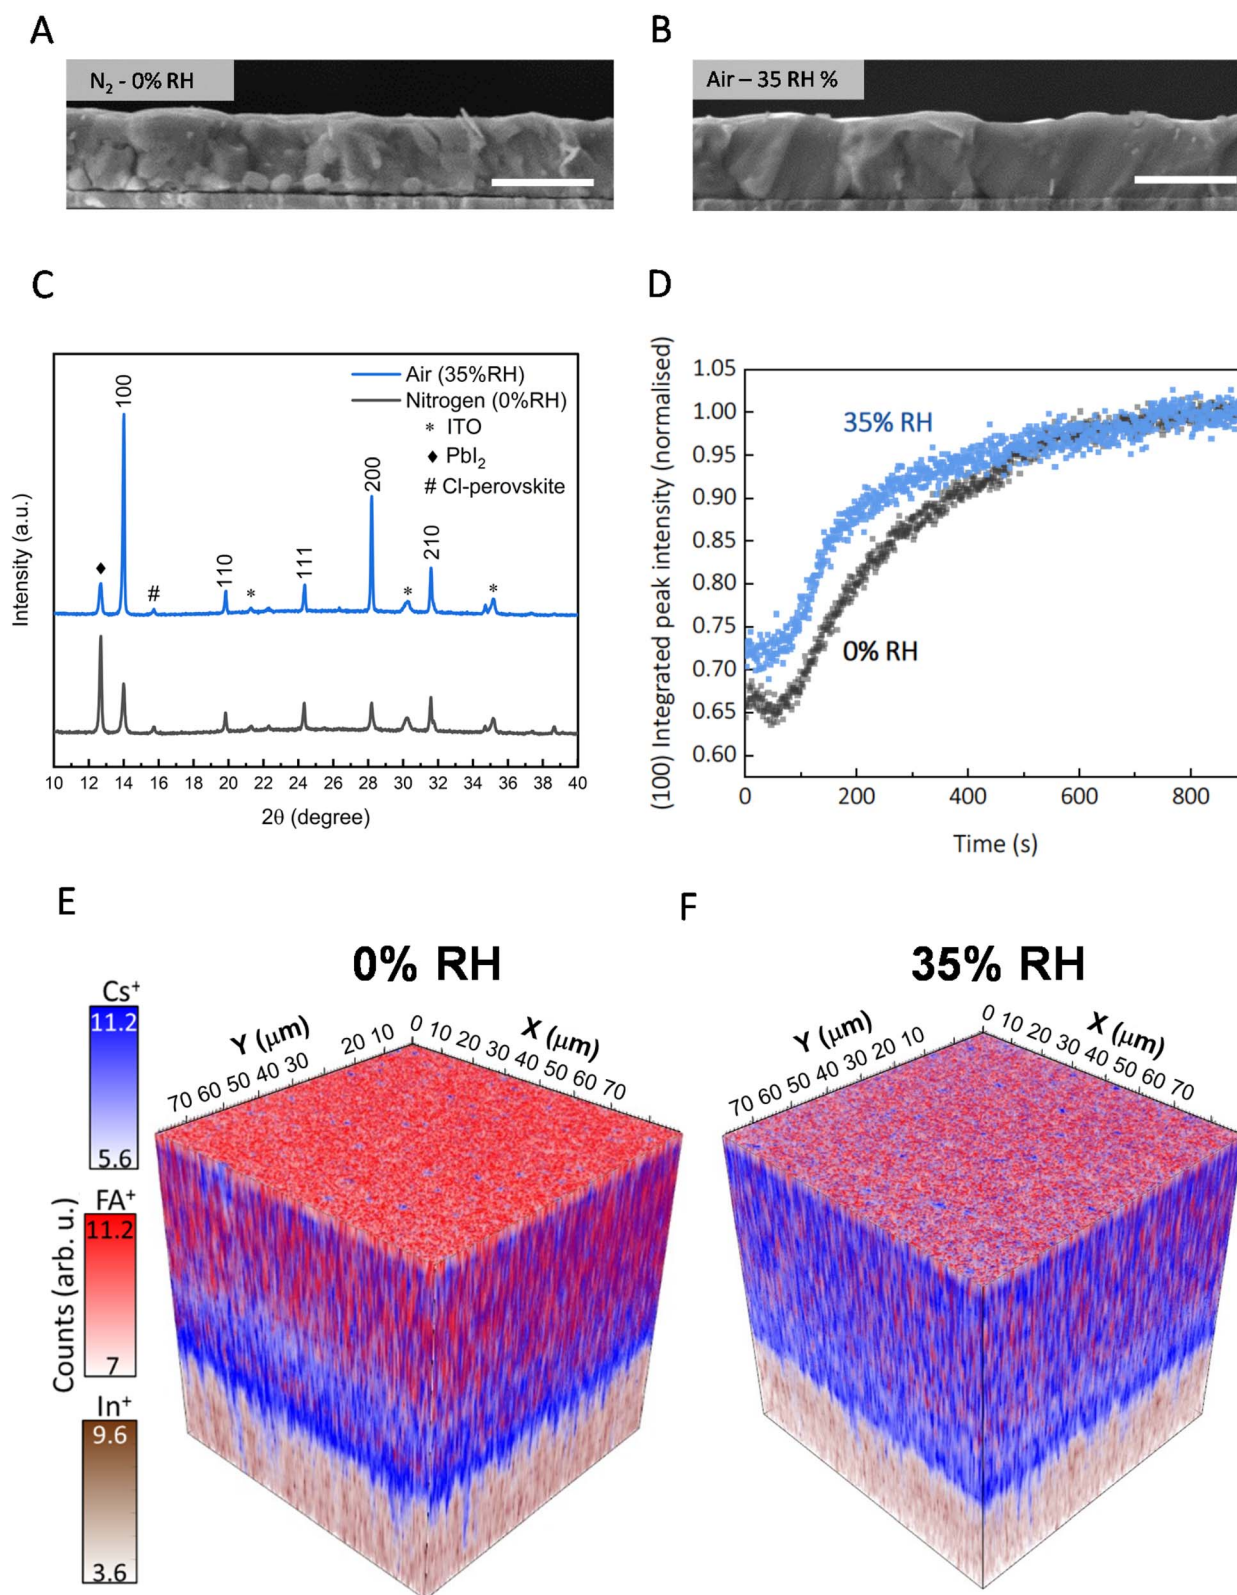 A
B
N₂ - 0% RH
Air – 35 RH %
C
D
Intensity (a.u.)
100
110
111
200
210
Air (35%RH)
Nitrogen (0%RH)
* ITO
♦ PbI₂
# Cl-perovskite
♦
#
*
*
*
10 12 14 16 18 20 22 24 26 28 30 32 34 36 38 40
2θ (degree)
(100) Integrated peak intensity (normalised)
1.05
1.00
0.95
0.90
0.85
0.80
0.75
0.70
0.65
0.60
35% RH
0% RH
0 200 400 600 800
Time (s)
E
F
0% RH
35% RH
Counts (arb. u.)
Cs⁺
11.2
5.6
FA⁺
11.2
7
In⁺
9.6
3.6
Y (μm)
70 60 50 40 30 20 10
X (μm)
0 10 20 30 40 50 60 70
Y (μm)
70 60 50 40 30 20 10
X (μm)
0 10 20 30 40 50 60 70